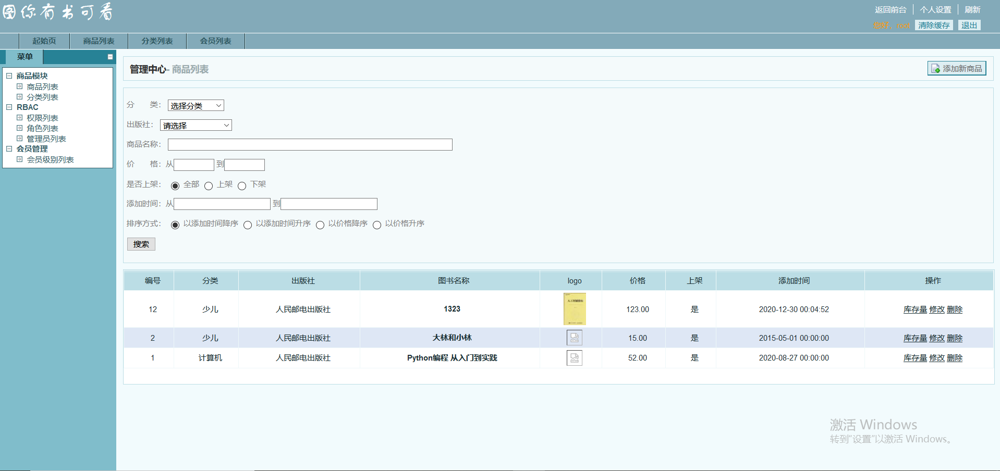 图你有书可看
返回前台 个人设置 刷新
您好，root 清除缓存 退出
起始页 商品列表 分类列表 会员列表
菜单
商品模块
商品列表
分类列表
RBAC
权限列表
角色列表
管理员列表
会员管理
会员级别列表
管理中心- 商品列表
添加新商品
分 类： 选择分类
出版社： 请选择
商品名称：
价 格：从 到
是否上架： 全部 上架 下架
添加时间：从 到
排序方式： 以添加时间降序 以添加时间升序 以价格降序 以价格升序
搜索
编号 分类 出版社 图书名称 logo 价格 上架 添加时间 操作
12 少儿 人民邮电出版社 1323 123.00 是 2020-12-30 00:04:52 库存量 修改 删除
2 少儿 人民邮电出版社 大林和小林 15.00 是 2015-05-01 00:00:00 库存量 修改 删除
1 计算机 人民邮电出版社 Python编程 从入门到实践 52.00 是 2020-08-27 00:00:00 库存量 修改 删除
激活 Windows
转到"设置"以激活 Windows。